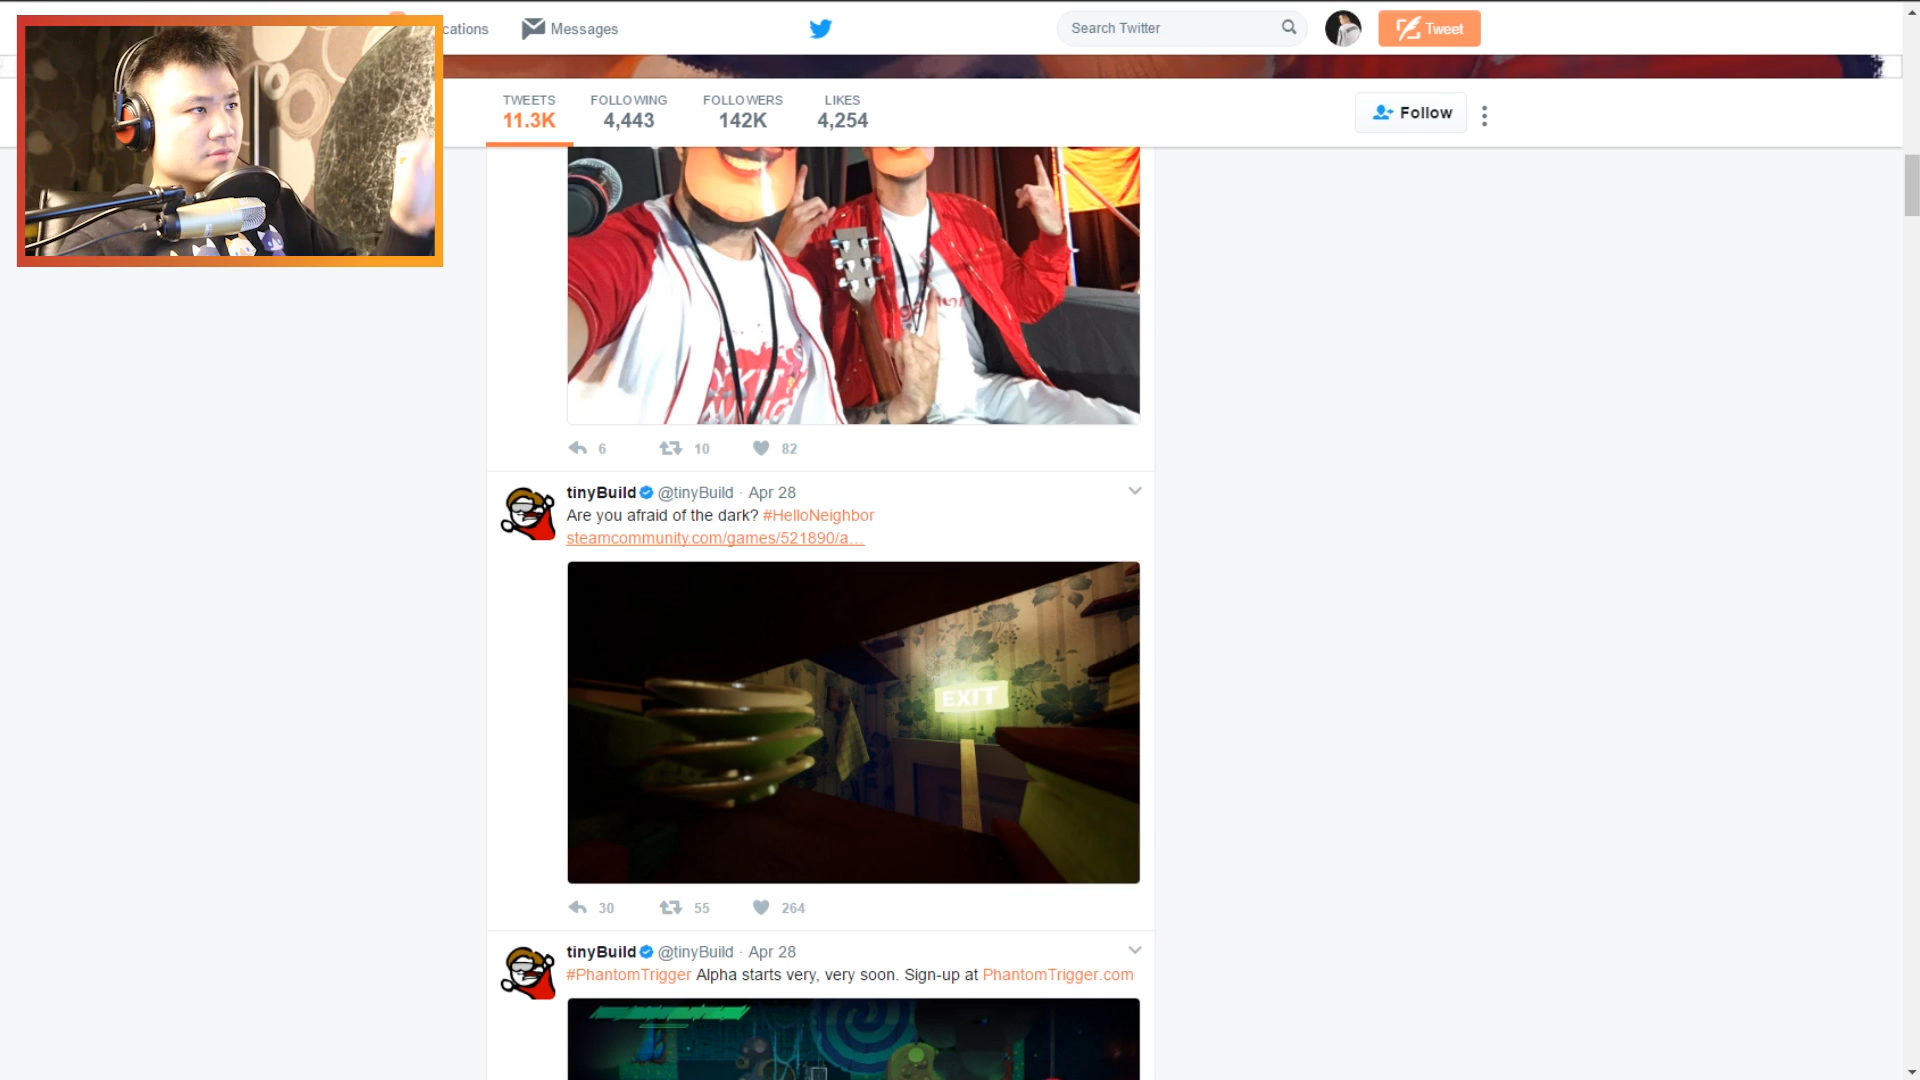 cations
Messages
Search Twitter
Tweet
TWEETS
11.3K
FOLLOWING
4,443
FOLLOWERS
142K
LIKES
4,254
Follow
6
10
82
tinyBuild @tinyBuild · Apr 28
Are you afraid of the dark? #HelloNeighbor
steamcommunity.com/games/521890/a...
EXIT
30
55
264
tinyBuild @tinyBuild · Apr 28
#PhantomTrigger Alpha starts very, very soon. Sign-up at PhantomTrigger.com